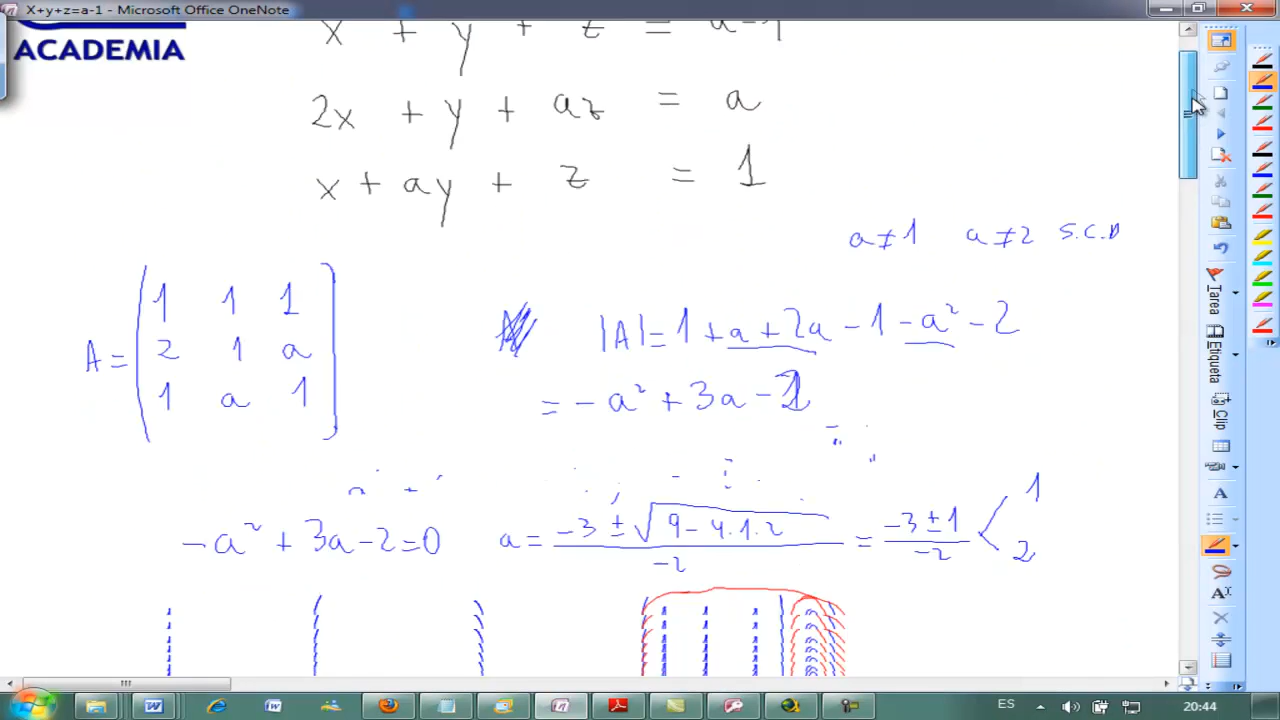 X+y+z=a-1 - Microsoft Office OneNote
ACADEMIA
x + y + z = a-1
2x + y + az = a
x + ay + z = 1
a≠1 a≠2 S.C.D
A = ( 1 1 1
2 1 a
1 a 1 )
|A| = 1 + a + 2a - 1 - a² - 2
= -a² + 3a - 2
-a² + 3a - 2 = 0 a = (-3 ± √(9 - 4·1·2)) / -2 = (-3 ± 1) / -2 < 1
2
Tarea
Etiqueta
Clip
ES 20:44